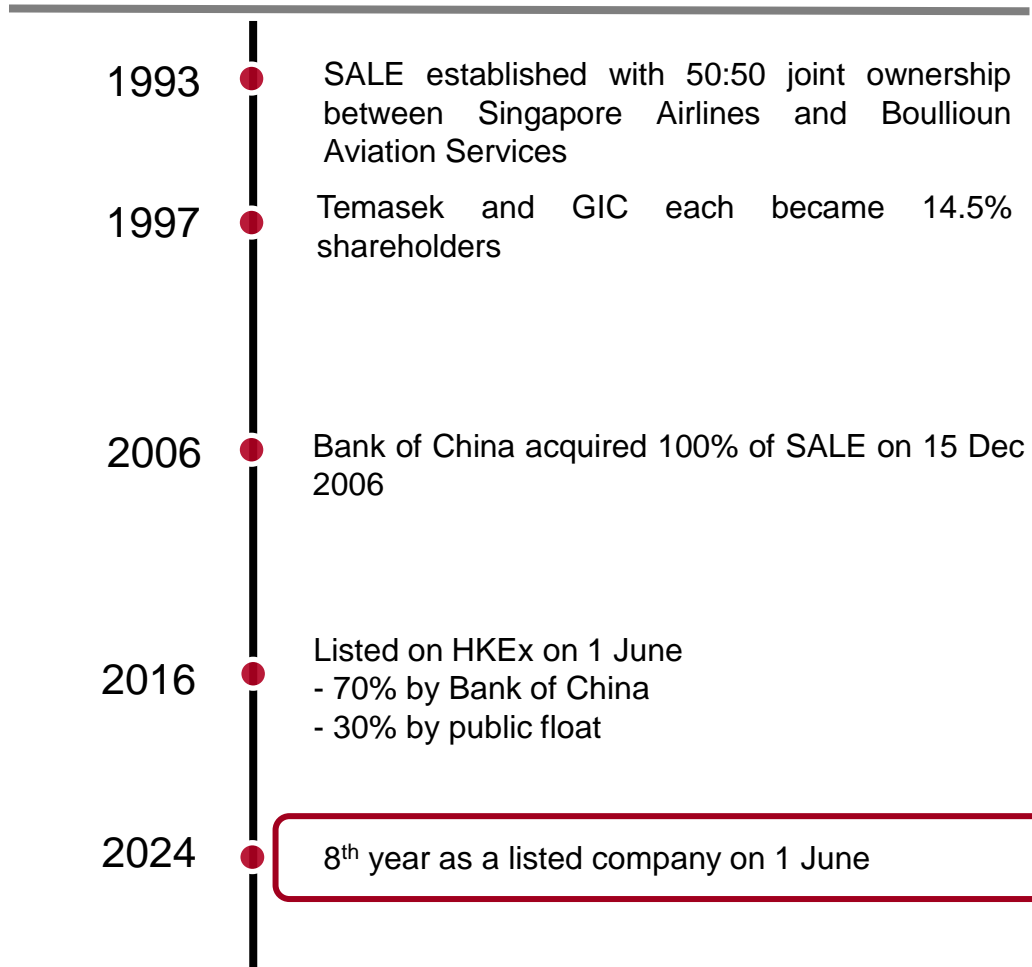 1993
SALE established with 50:50 joint ownership
between Singapore Airlines and Boullioun
Aviation Services
1997
Temasek and GIC each became 14.5%
shareholders
2006
Bank of China acquired 100% of SALE on 15 Dec
2006
2016
Listed on HKEx on 1 June
- 70% by Bank of China
- 30% by public float
2024
8th year as a listed company on 1 June